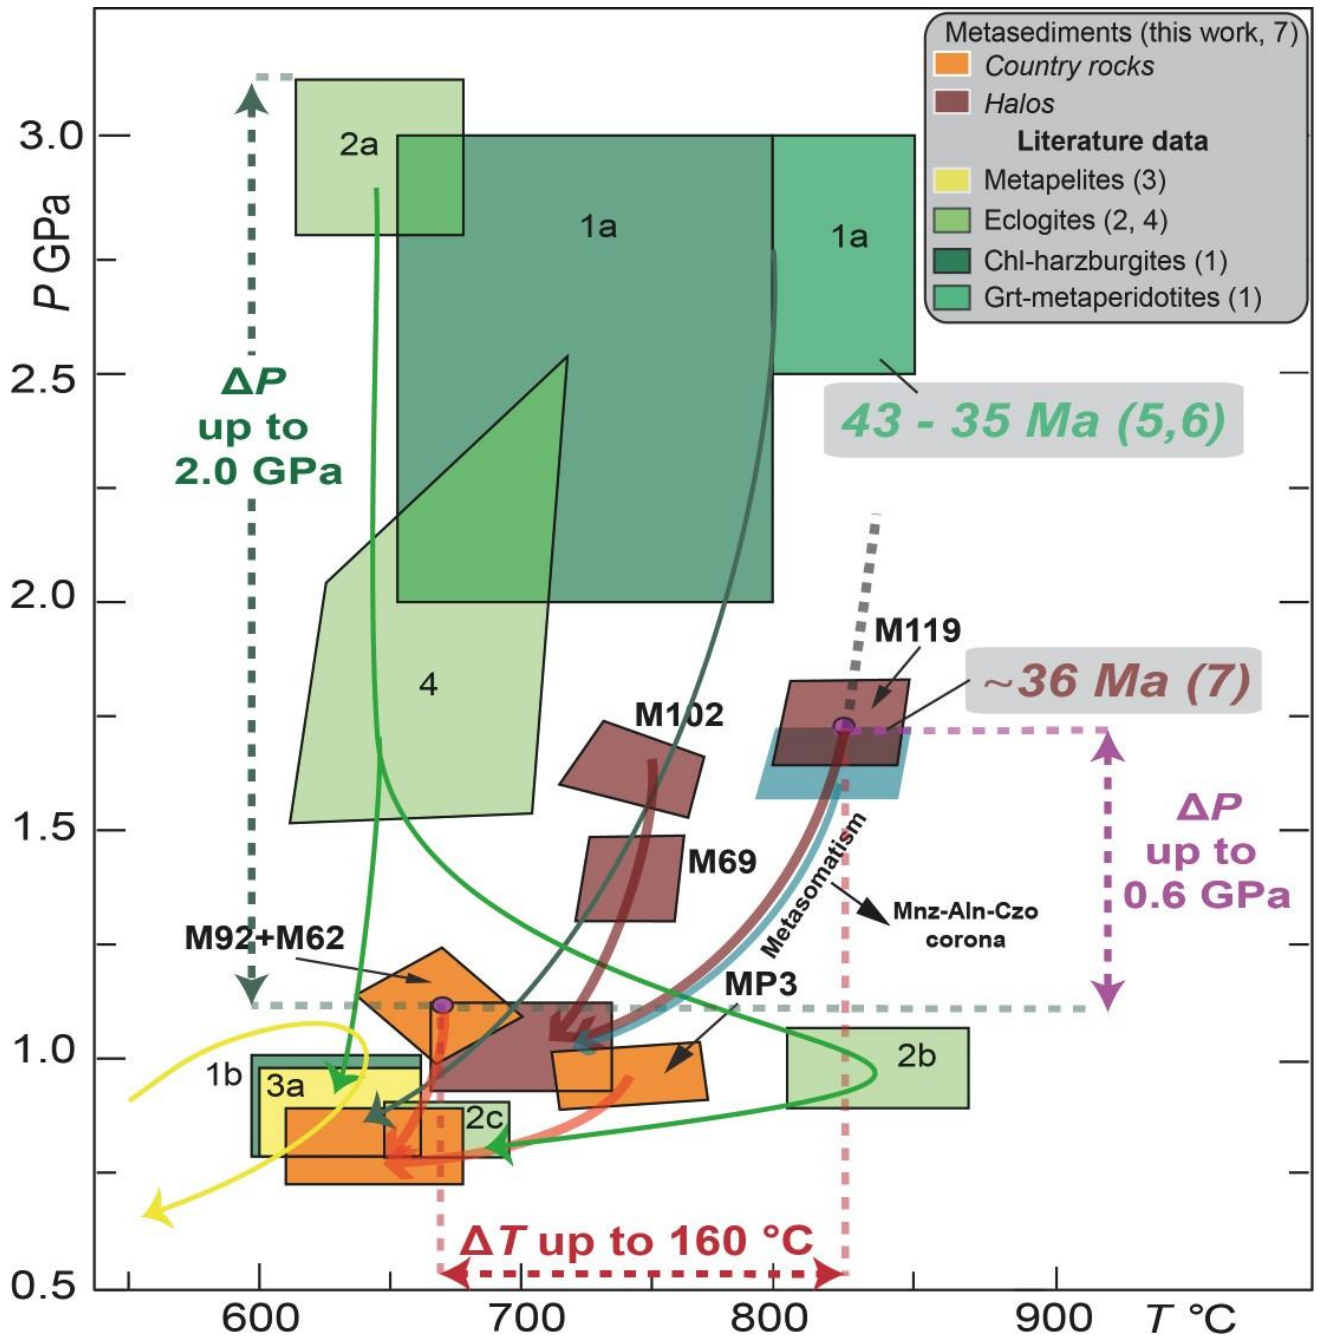 Metasediments (this work, 7)
Country rocks
Halos
Literature data
Metapelites (3)
Eclogites (2, 4)
Chl-harzburgites (1)
Grt-metaperidotites (1)
3.0
2.5
2.0
1.5
1.0
0.5
P GPa
2a
1a
1a
ΔP
up to
2.0 GPa
43 - 35 Ma (5,6)
4
M119
~36 Ma (7)
M102
M69
ΔP
up to
0.6 GPa
Metasomatism
Mnz-Aln-Czo
corona
M92+M62
MP3
1b
3a
2c
2b
ΔT up to 160 °C
600
700
800
900
T °C